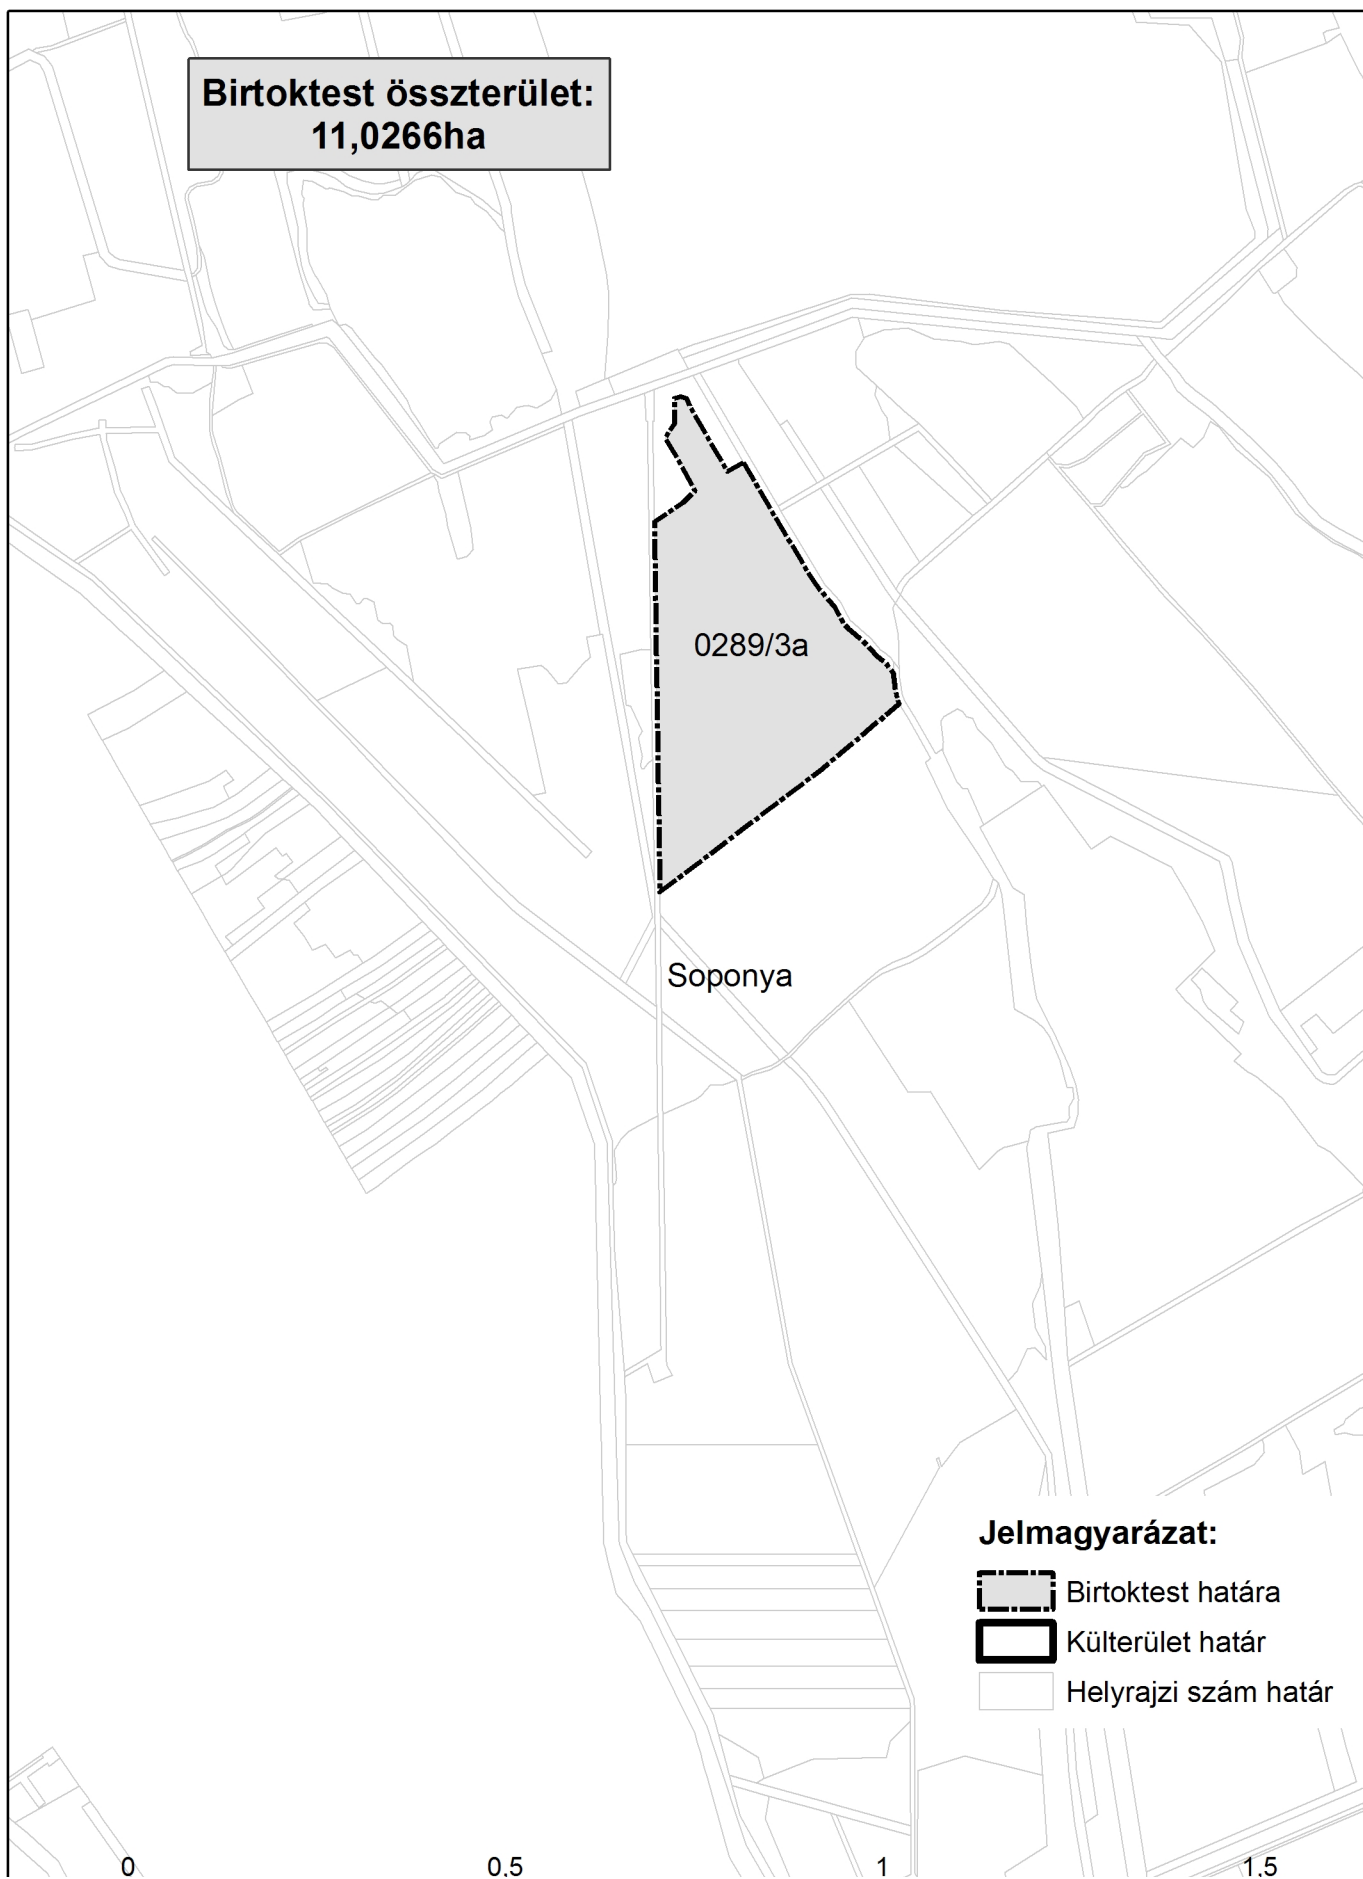 Birtoktest összterület:
11,0266ha
0289/3a
Soponya
Jelmagyarázat:
Birtoktest határa
Külterület határ
Helyrajzi szám határ
0 0,5 1 1,5